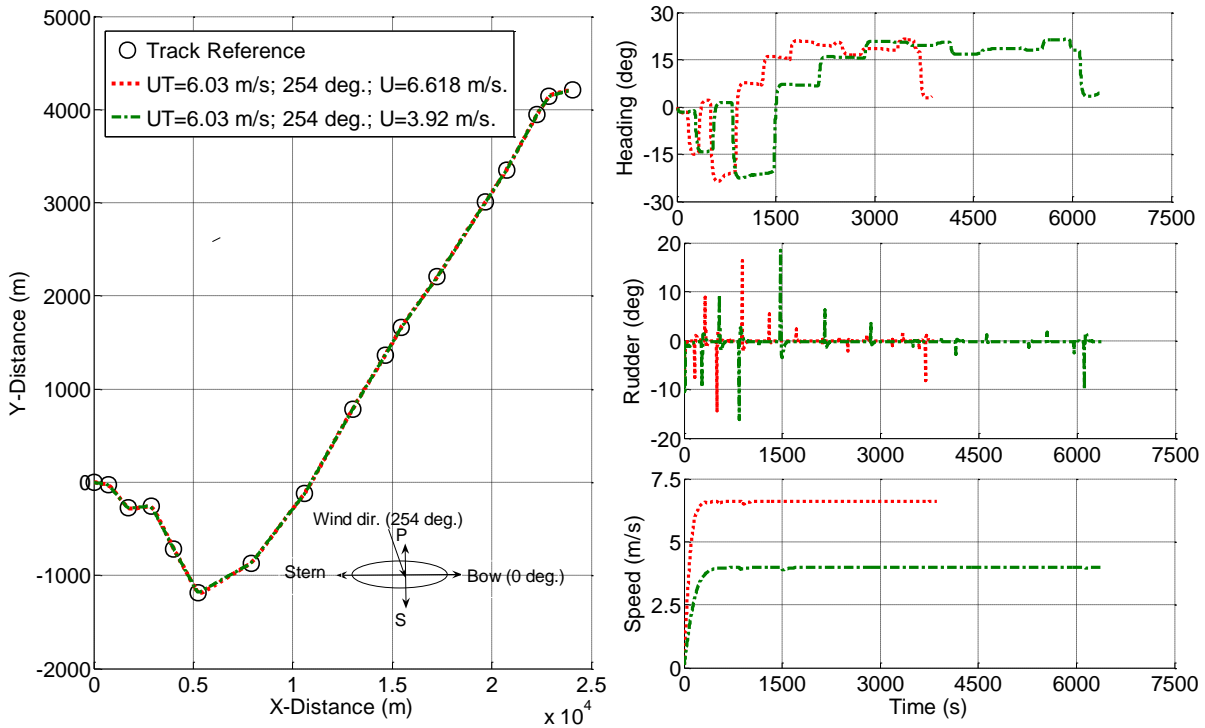 5000
4000
3000
2000
1000
0
-1000
-2000
Y-Distance (m)
Track Reference
UT=6.03 m/s; 254 deg.; U=6.618 m/s.
UT=6.03 m/s; 254 deg.; U=3.92 m/s.
Wind dir. (254 deg.)
P
Stern
Bow (0 deg.)
S
0 0.5 1 1.5 2 2.5
X-Distance (m)
x 10^4
30
15
0
-15
-30
Heading (deg)
0 1500 3000 4500 6000 7500
20
10
0
-10
-20
Rudder (deg)
0 1500 3000 4500 6000 7500
7.5
5
2.5
0
Speed (m/s)
0 1500 3000 4500 6000 7500
Time (s)